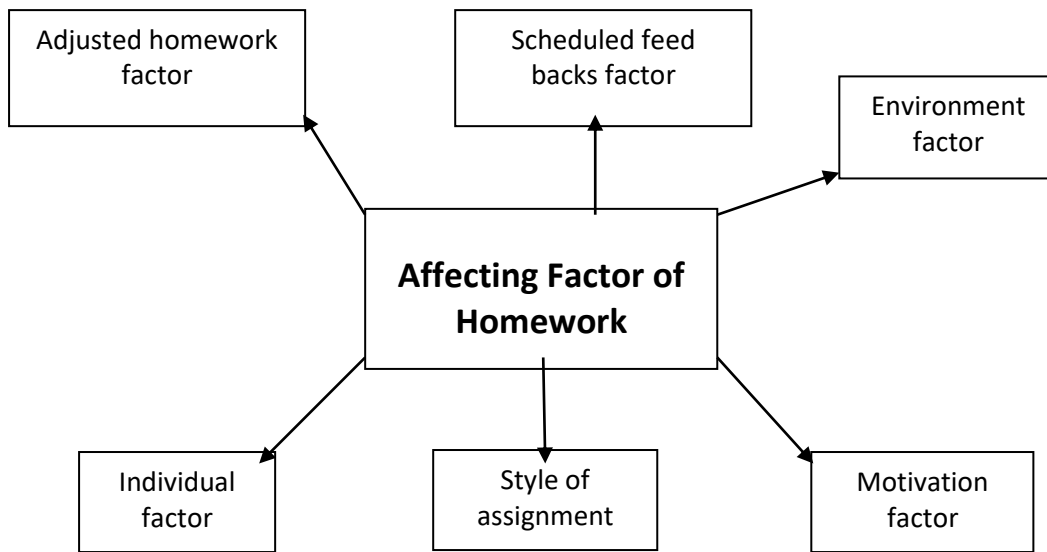 Adjusted homework
factor
Scheduled feed
backs factor
Environment
factor
Affecting Factor of
Homework
Individual
factor
Style of
assignment
Motivation
factor